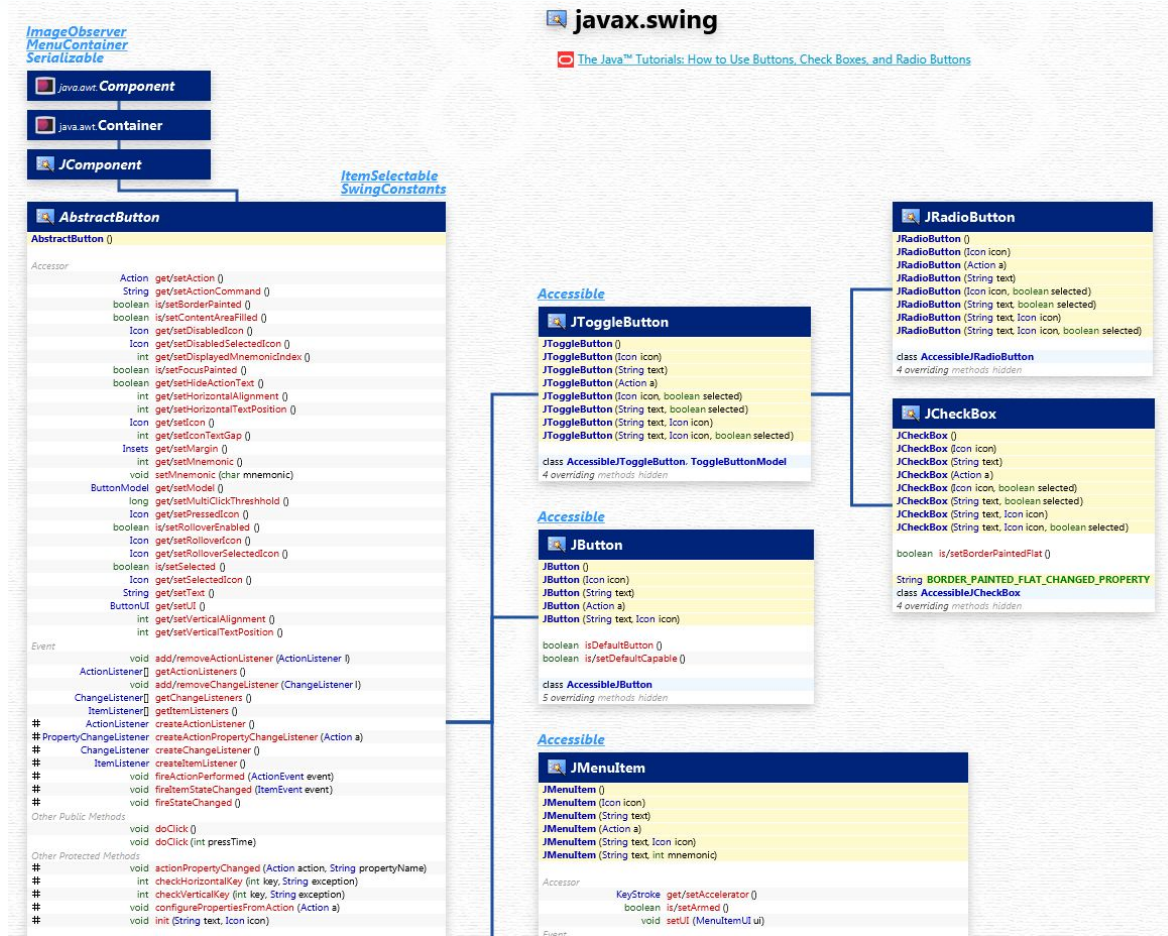 javax.swing
The Java™ Tutorials: How to Use Buttons, Check Boxes, and Radio Buttons
ImageObserver
MenuContainer
Serializable
java.awt.Component
java.awt.Container
JComponent
ItemSelectable
SwingConstants
AbstractButton
AbstractButton ()
Accessor
Action get/setAction ()
String get/setActionCommand ()
boolean is/setBorderPainted ()
boolean is/setContentAreaFilled ()
Icon get/setDisabledIcon ()
Icon get/setDisabledSelectedIcon ()
int get/setDisplayedMnemonicIndex ()
boolean is/setFocusPainted ()
boolean get/setHideActionText ()
int get/setHorizontalAlignment ()
int get/setHorizontalTextPosition ()
Icon get/setIcon ()
int get/setIconTextGap ()
Insets get/setMargin ()
int get/setMnemonic ()
void setMnemonic (char mnemonic)
ButtonModel get/setModel ()
long get/setMultiClickThreshhold ()
Icon get/setPressedIcon ()
boolean is/setRolloverEnabled ()
Icon get/setRolloverIcon ()
Icon get/setRolloverSelectedIcon ()
boolean is/setSelected ()
Icon get/setSelectedIcon ()
String get/setText ()
ButtonUI get/setUI ()
int get/setVerticalAlignment ()
int get/setVerticalTextPosition ()
Event
void add/removeActionListener (ActionListener l)
ActionListener[] getActionListeners ()
void add/removeChangeListener (ChangeListener l)
ChangeListener[] getChangeListeners ()
ItemListener[] getItemListeners ()
# ActionListener createActionListener ()
# PropertyChangeListener createActionPropertyChangeListener (Action a)
# ChangeListener createChangeListener ()
# ItemListener createItemListener ()
# void fireActionPerformed (ActionEvent event)
# void fireItemStateChanged (ItemEvent event)
# void fireStateChanged ()
Other Public Methods
void doClick ()
void doClick (int pressTime)
Other Protected Methods
# void actionPropertyChanged (Action action, String propertyName)
# int checkHorizontalKey (int key, String exception)
# int checkVerticalKey (int key, String exception)
# void configurePropertiesFromAction (Action a)
# void init (String text, Icon icon)
Accessible
JToggleButton
JToggleButton ()
JToggleButton (Icon icon)
JToggleButton (String text)
JToggleButton (Action a)
JToggleButton (Icon icon, boolean selected)
JToggleButton (String text, boolean selected)
JToggleButton (String text, Icon icon)
JToggleButton (String text, Icon icon, boolean selected)
class AccessibleJToggleButton, ToggleButtonModel
4 overriding methods hidden
Accessible
JButton
JButton ()
JButton (Icon icon)
JButton (String text)
JButton (Action a)
JButton (String text, Icon icon)
boolean isDefaultButton ()
boolean is/setDefaultCapable ()
class AccessibleJButton
5 overriding methods hidden
Accessible
JMenuItem
JMenuItem ()
JMenuItem (Icon icon)
JMenuItem (String text)
JMenuItem (Action a)
JMenuItem (String text, Icon icon)
JMenuItem (String text, int mnemonic)
Accessor
KeyStroke get/setAccelerator ()
boolean is/setArmed ()
void setUI (MenuItemUI ui)
Event
JRadioButton
JRadioButton ()
JRadioButton (Icon icon)
JRadioButton (Action a)
JRadioButton (String text)
JRadioButton (Icon icon, boolean selected)
JRadioButton (String text, boolean selected)
JRadioButton (String text, Icon icon)
JRadioButton (String text, Icon icon, boolean selected)
class AccessibleJRadioButton
4 overriding methods hidden
JCheckBox
JCheckBox ()
JCheckBox (Icon icon)
JCheckBox (String text)
JCheckBox (Action a)
JCheckBox (Icon icon, boolean selected)
JCheckBox (String text, boolean selected)
JCheckBox (String text, Icon icon)
JCheckBox (String text, Icon icon, boolean selected)
boolean is/setBorderPaintedFlat ()
String BORDER_PAINTED_FLAT_CHANGED_PROPERTY
class AccessibleJCheckBox
4 overriding methods hidden